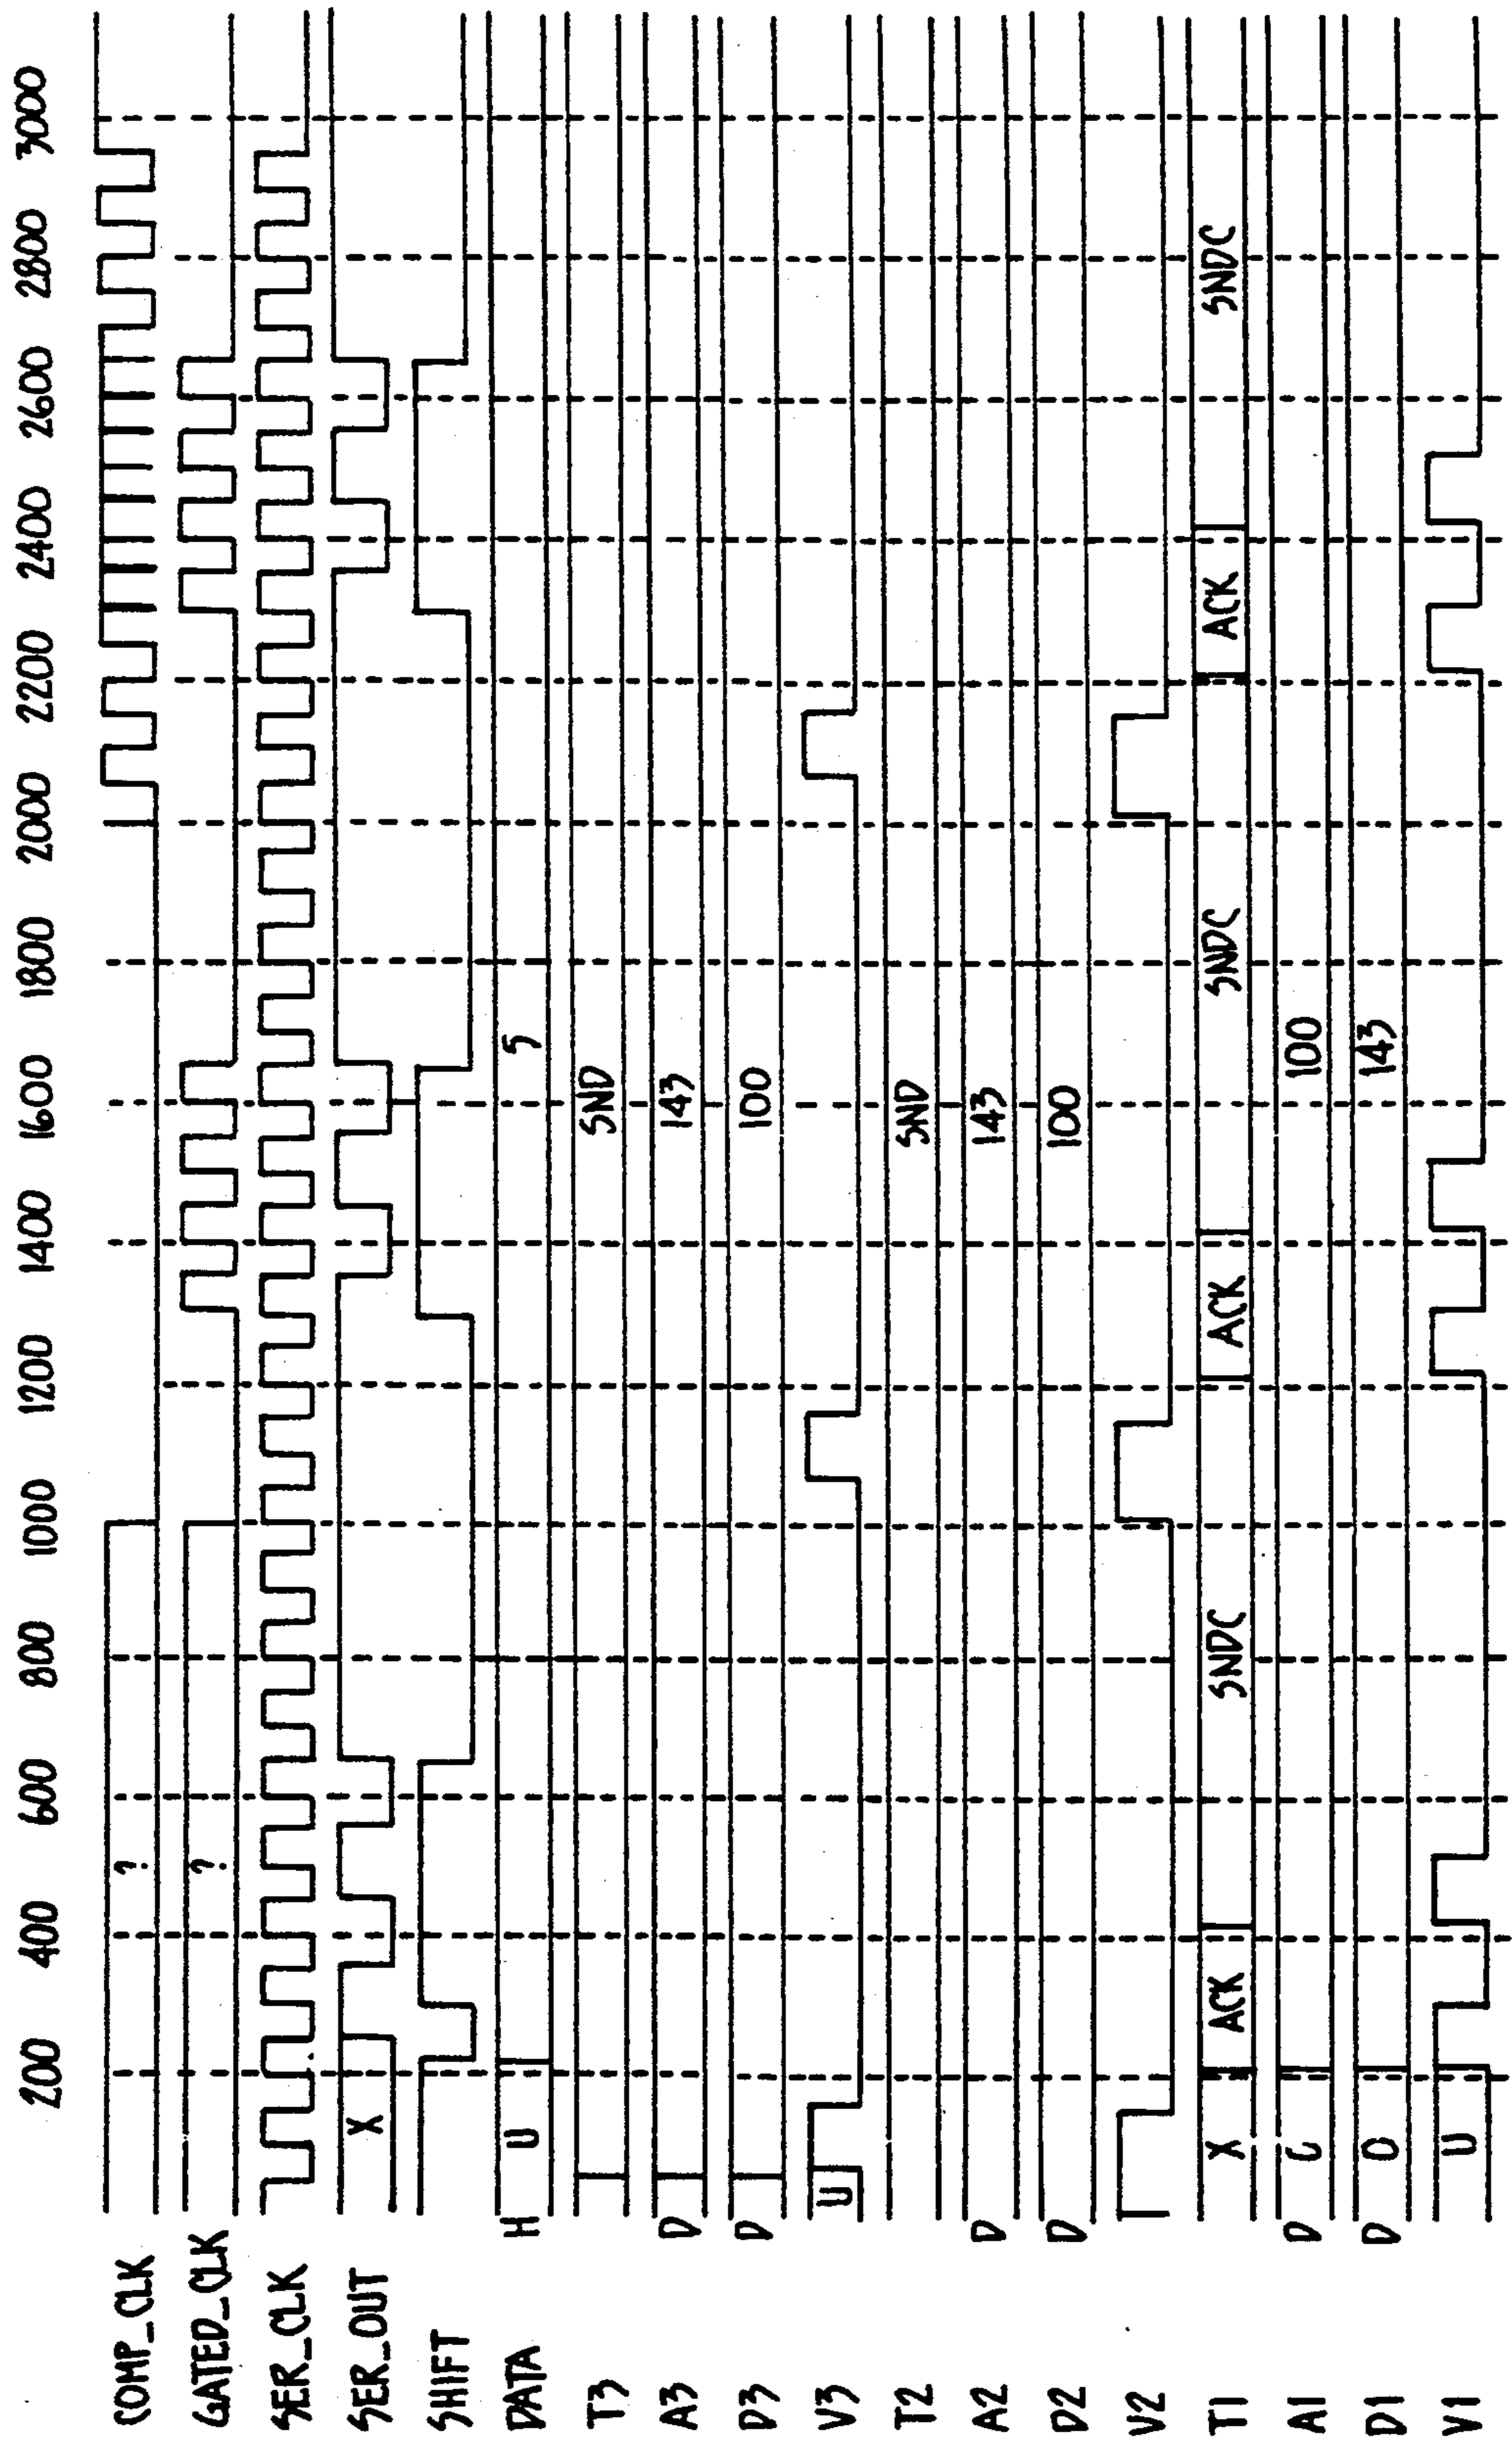 200 400 600 800 1000 1200 1400 1600 1800 2000 2200 2400 2600 2800 3000
COMP_CLK ?
GATED_CLK ?
SER_CLK
SER_OUT X
SHIFT
DATA H U 5
T3 SND
A3 D 143
D3 D 100
V3 U
T2 SND
A2 D 143
D2 D 100
V2
T1 X ACK SNDC ACK SNDC ACK SNDC
A1 D 0 100
D1 D 0 143
V1 U